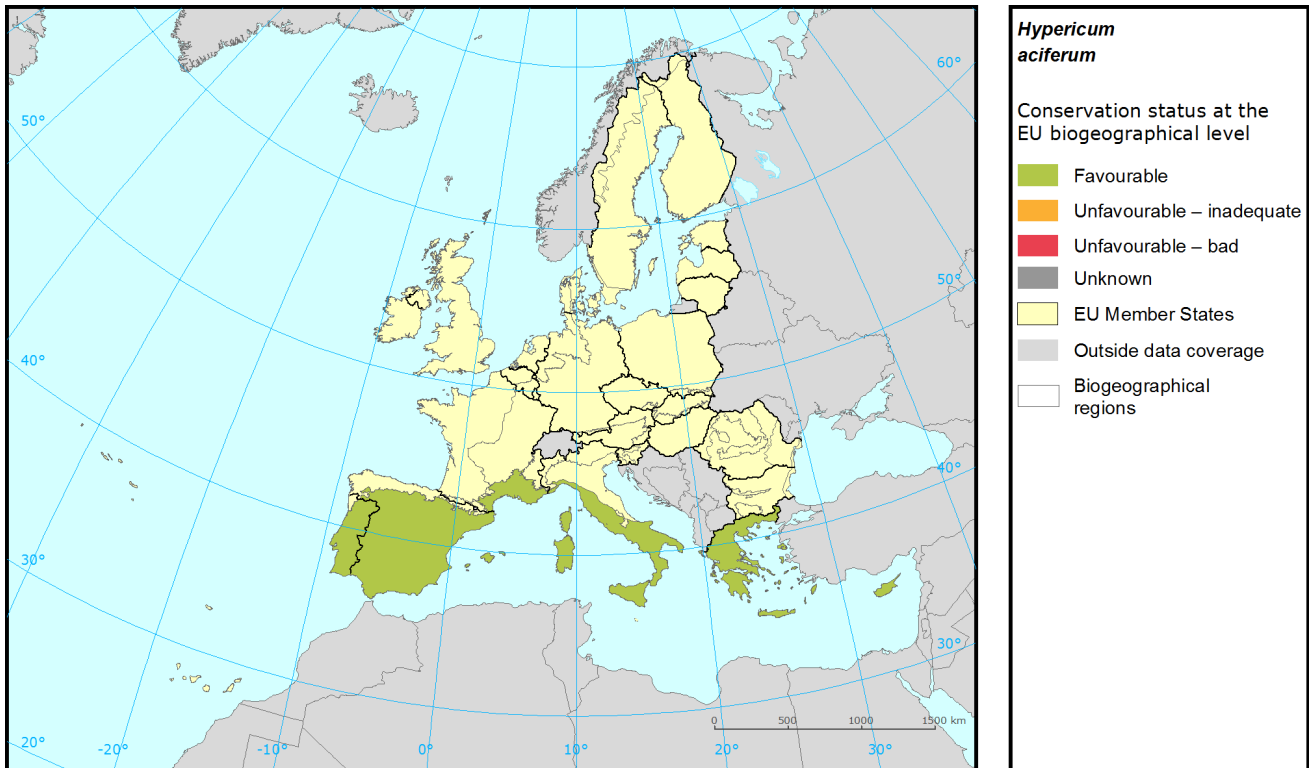 Hypericum
aciferum
Conservation status at the
EU biogeographical level
Favourable
Unfavourable – inadequate
Unfavourable – bad
Unknown
EU Member States
Outside data coverage
Biogeographical
regions
60°
50°
50°
40°
40°
30°
30°
0 500 1000 1500 km
20° -20° -10° 0° 10° 20° 30°